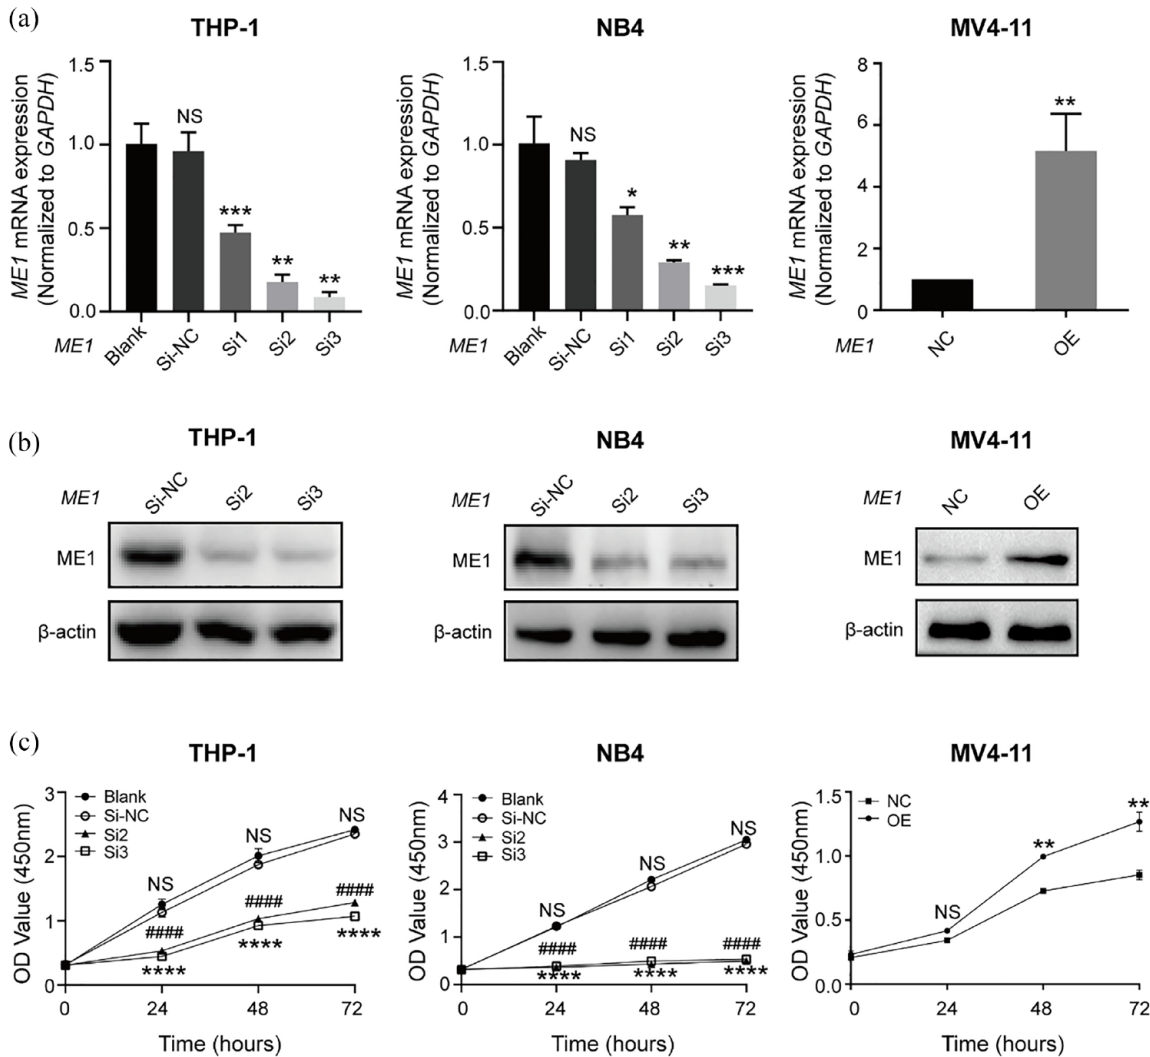 (a)
THP-1
NB4
MV4-11
ME1 mRNA expression
(Normalized to GAPDH)
1.5
1.0
0.5
0.0
NS
***
**
**
ME1
Blank
Si-NC
Si1
Si2
Si3
ME1 mRNA expression
(Normalized to GAPDH)
1.5
1.0
0.5
0.0
NS
*
**
***
ME1
Blank
Si-NC
Si1
Si2
Si3
ME1 mRNA expression
(Normalized to GAPDH)
8
6
4
2
0
**
ME1
NC
OE
(b)
THP-1
NB4
MV4-11
ME1
Si-NC
Si2
Si3
ME1
β-actin
ME1
Si-NC
Si2
Si3
ME1
β-actin
ME1
NC
OE
ME1
β-actin
(c)
THP-1
NB4
MV4-11
OD Value (450nm)
3
2
1
0
Blank
Si-NC
Si2
Si3
NS
NS
NS
####
####
####
****
****
****
0
24
48
72
Time (hours)
OD Value (450nm)
4
3
2
1
0
Blank
Si-NC
Si2
Si3
NS
NS
NS
####
####
####
****
****
****
0
24
48
72
Time (hours)
OD Value (450nm)
1.5
1.0
0.5
0.0
NC
OE
NS
**
**
0
24
48
72
Time (hours)